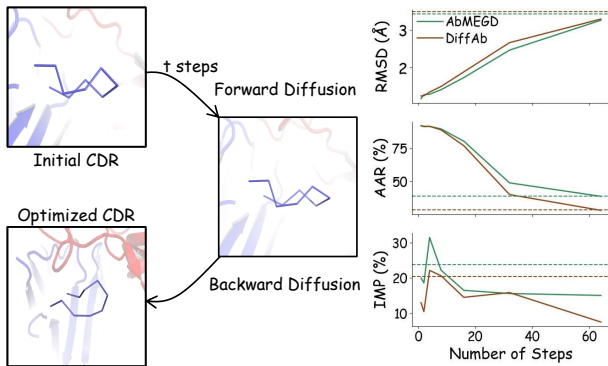 t steps
Forward Diffusion
Initial CDR
Optimized CDR
Backward Diffusion
AbMEGD
DiffAb
RMSD (Å)
3
2
AAR (%)
75
50
IMP (%)
30
20
10
0
20
40
60
Number of Steps